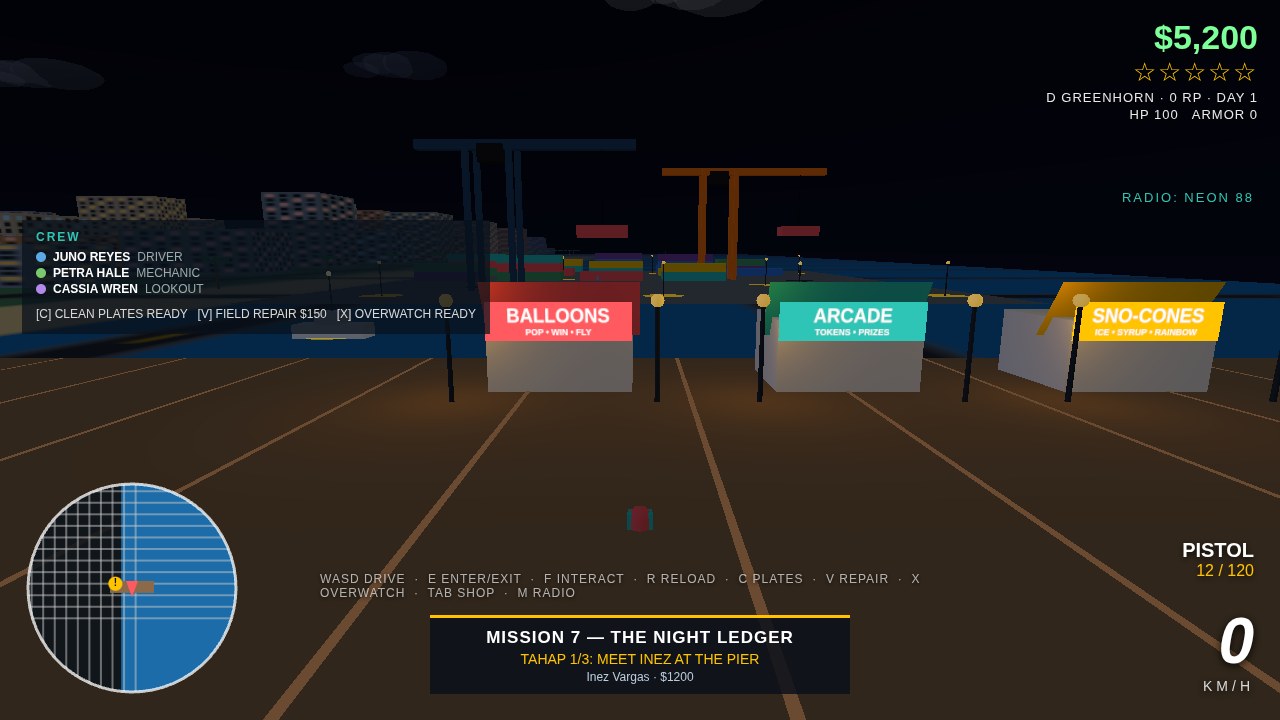 $5,200
☆☆☆☆☆
D GREENHORN · 0 RP · DAY 1
HP 100 ARMOR 0
RADIO: NEON 88
CREW
JUNO REYES DRIVER
PETRA HALE MECHANIC
CASSIA WREN LOOKOUT
[C] CLEAN PLATES READY [V] FIELD REPAIR $150 [X] OVERWATCH READY
BALLOONS
POP • WIN • FLY
ARCADE
TOKENS • PRIZES
SNO-CONES
ICE • SYRUP • RAINBOW
!
PISTOL
12 / 120
WASD DRIVE · E ENTER/EXIT · F INTERACT · R RELOAD · C PLATES · V REPAIR · X
OVERWATCH · TAB SHOP · M RADIO
MISSION 7 — THE NIGHT LEDGER
TAHAP 1/3: MEET INEZ AT THE PIER
Inez Vargas · $1200
0
KM/H